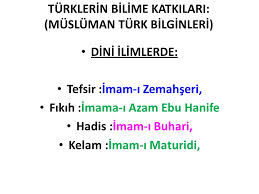 TÜRKLERİN BİLİME KATKILARI:
(MÜSLÜMAN TÜRK BİLGİNLERİ)
• DİNİ İLİMLERDE:
• Tefsir :İmam-ı Zemahşeri,
• Fıkıh :İmama-ı Azam Ebu Hanife
• Hadis :İmam-ı Buhari,
• Kelam :İmam-ı Maturidi,